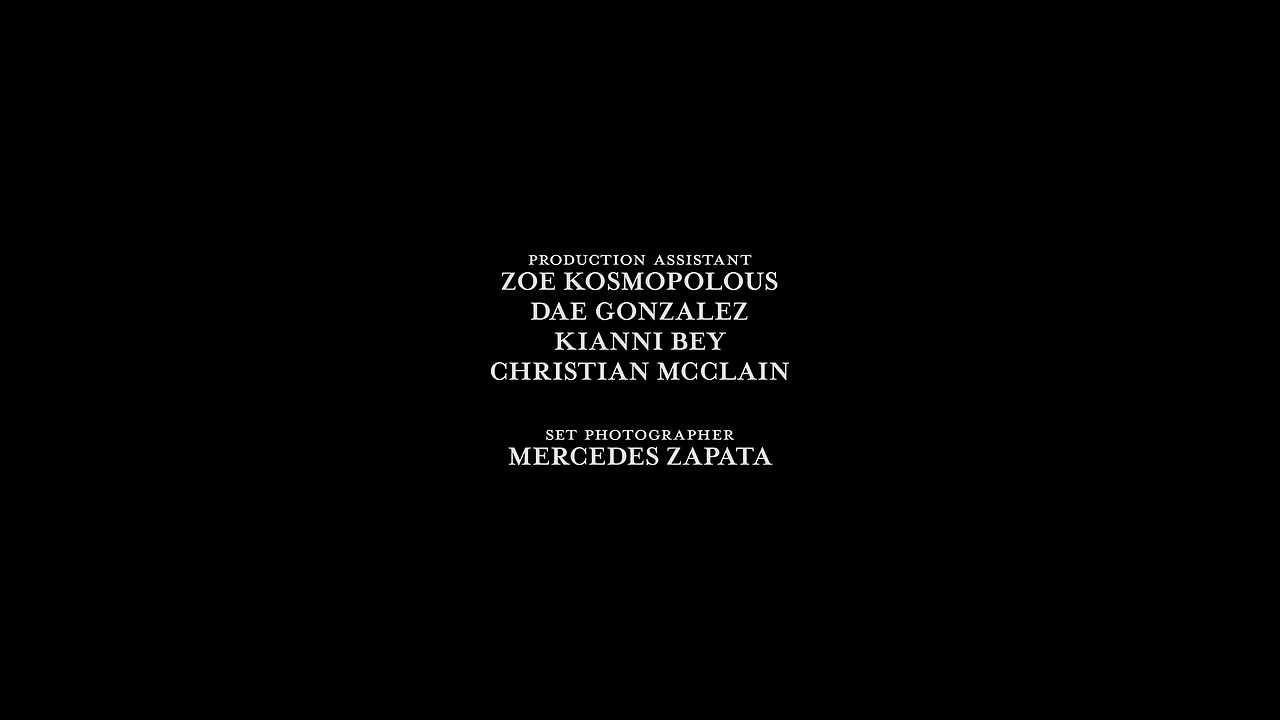 PRODUCTION ASSISTANT
ZOE KOSMOPOLOUS
DAE GONZALEZ
KIANNI BEY
CHRISTIAN MCCLAIN
SET PHOTOGRAPHER
MERCEDES ZAPATA